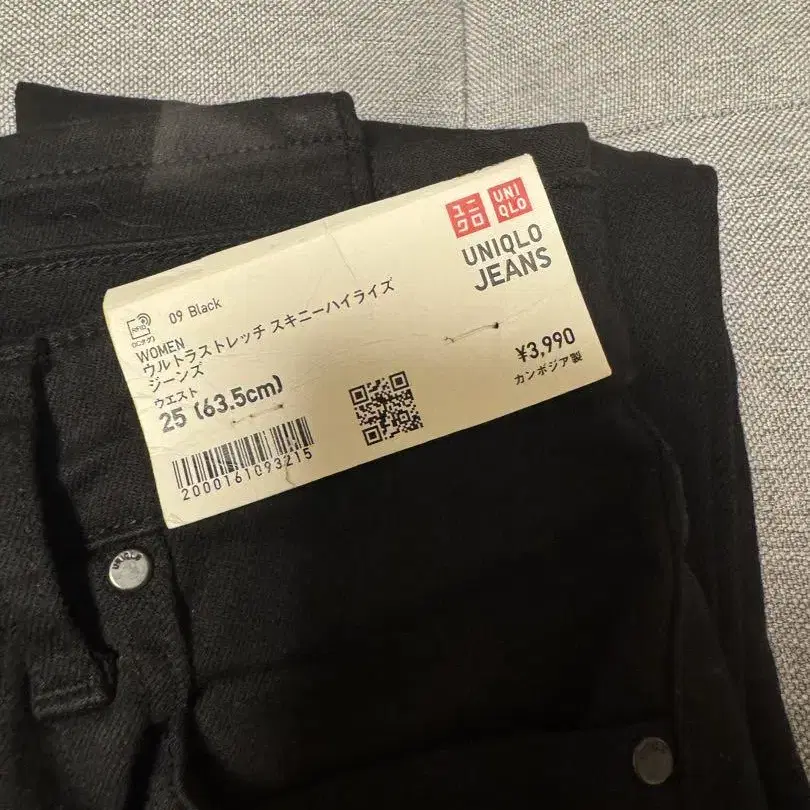 ユニ
クロ
UNI
QLO
UNIQLO
JEANS
RFID
09 Black
WOMEN
ウルトラストレッチ スキニーハイライズ
ジーンズ
ウエスト
25 (63.5cm)
¥3,990
カンボジア製
2000161093215
UNIQLO